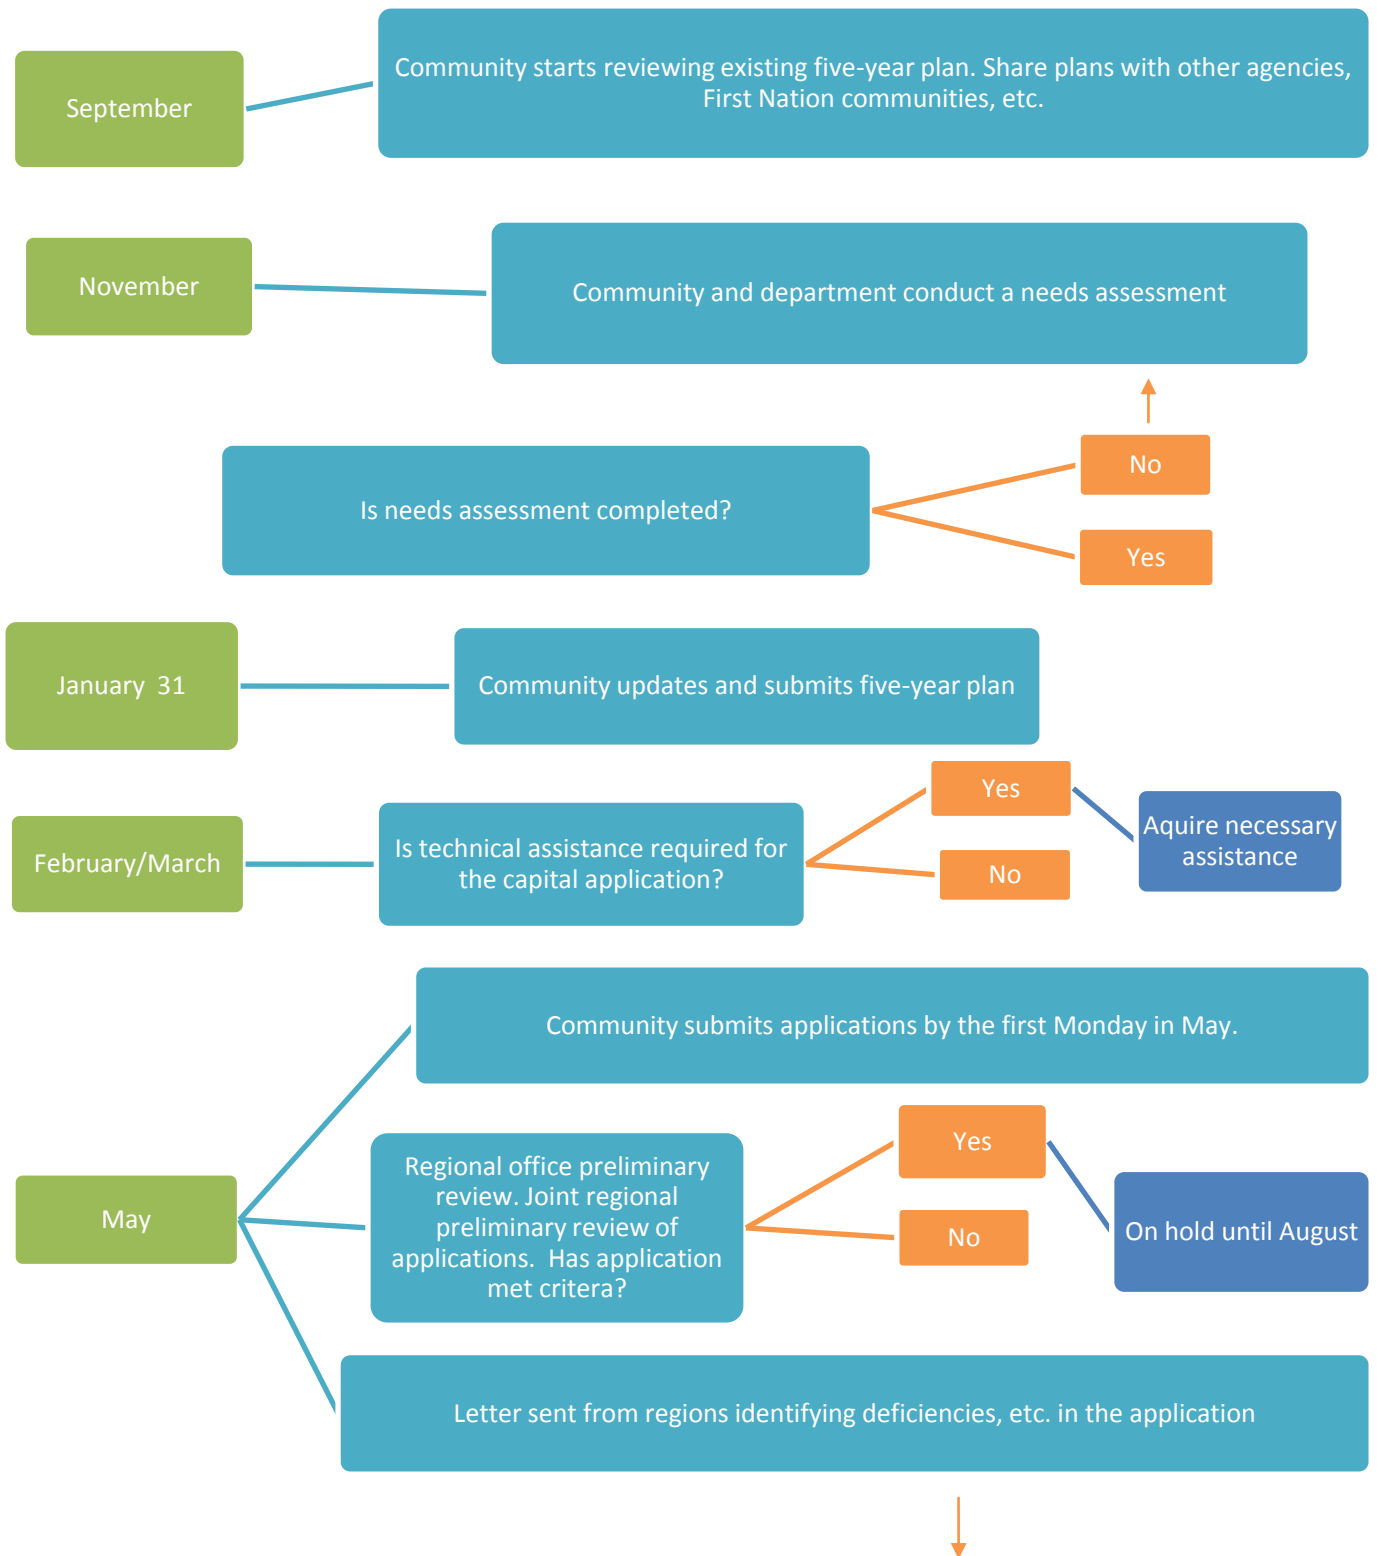 September
Community starts reviewing existing five-year plan. Share plans with other agencies,
First Nation communities, etc.
November
Community and department conduct a needs assessment
Is needs assessment completed?
No
Yes
January  31
Community updates and submits five-year plan
February/March
Is technical assistance required for
the capital application?
Yes
No
Aquire necessary
assistance
May
Community submits applications by the first Monday in May.
Regional office preliminary
review. Joint regional
preliminary review of
applications.  Has application
met critera?
Yes
No
On hold until August
Letter sent from regions identifying deficiencies, etc. in the application